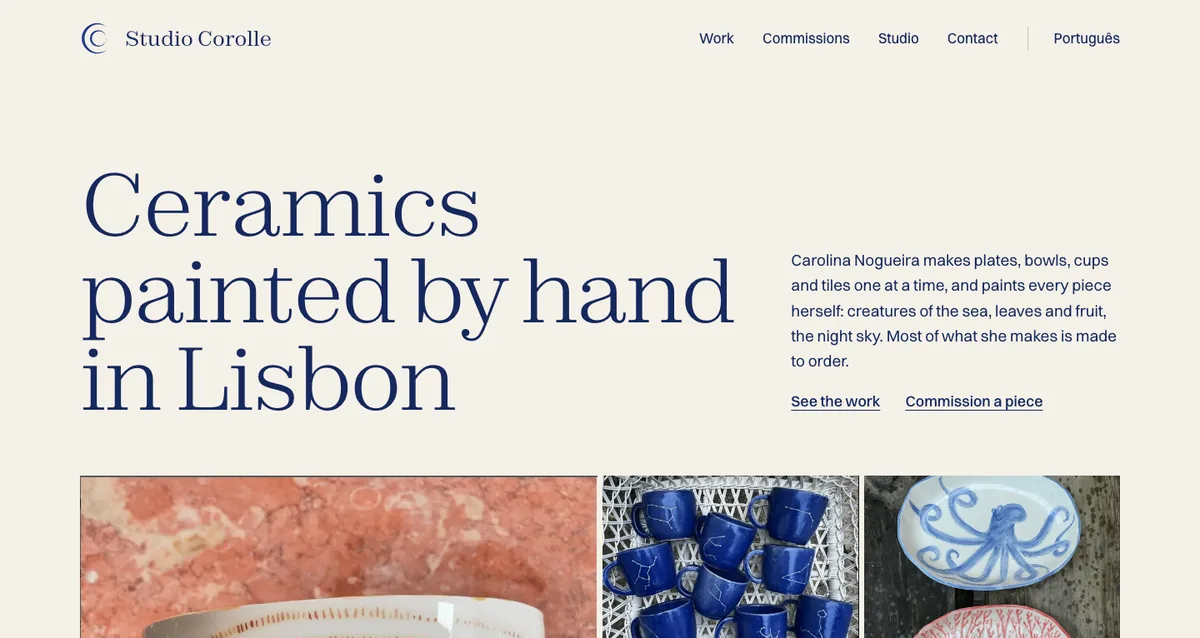 Studio Corolle
Work
Commissions
Studio
Contact
Português
Ceramics
painted by hand
in Lisbon
Carolina Nogueira makes plates, bowls, cups
and tiles one at a time, and paints every piece
herself: creatures of the sea, leaves and fruit,
the night sky. Most of what she makes is made
to order.
See the work
Commission a piece